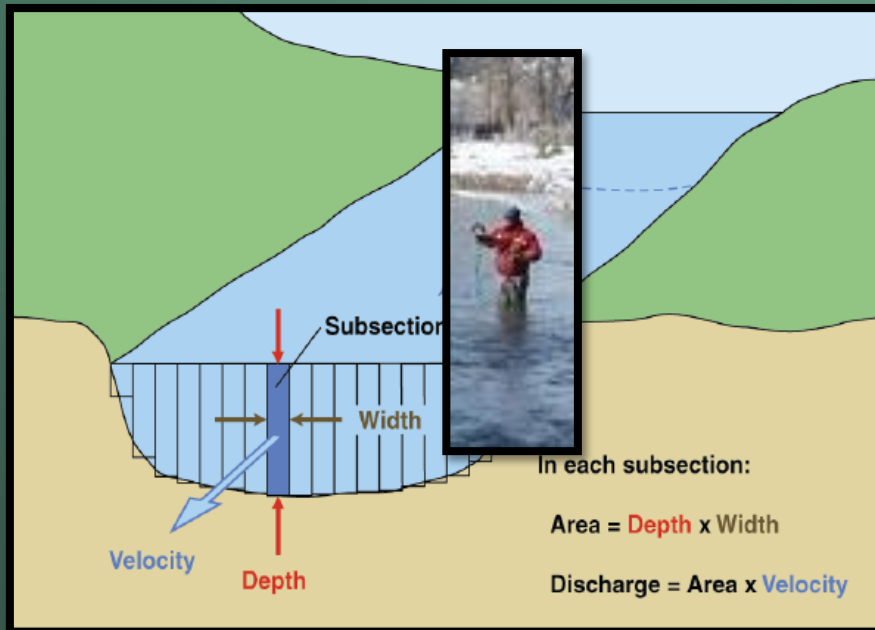 Subsection
Width
Velocity
Depth
In each subsection:
Area = Depth x Width
Discharge = Area x Velocity